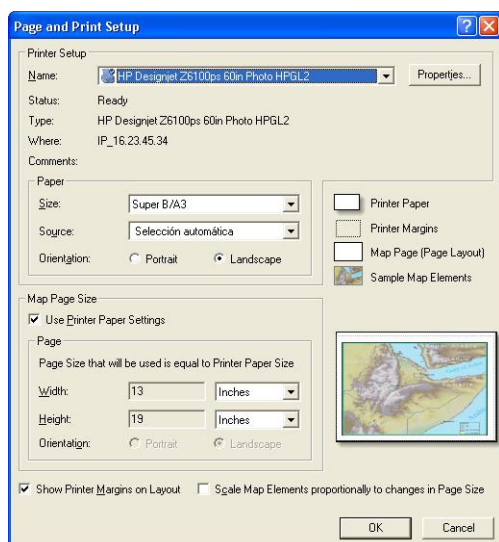 Page and Print Setup
Printer Setup
Name: HP Designjet Z6100ps 60in Photo HPGL2 Properties...
Status: Ready
Type: HP Designjet Z6100ps 60in Photo HPGL2
Where: IP_16.23.45.34
Comments:
Paper
Size: Super B/A3
Source: Selección automática
Orientation: Portrait Landscape
Printer Paper
Printer Margins
Map Page (Page Layout)
Sample Map Elements
Map Page Size
Use Printer Paper Settings
Page
Page Size that will be used is equal to Printer Paper Size
Width: 13 Inches
Height: 19 Inches
Orientation: Portrait Landscape
Show Printer Margins on Layout Scale Map Elements proportionally to changes in Page Size
OK Cancel